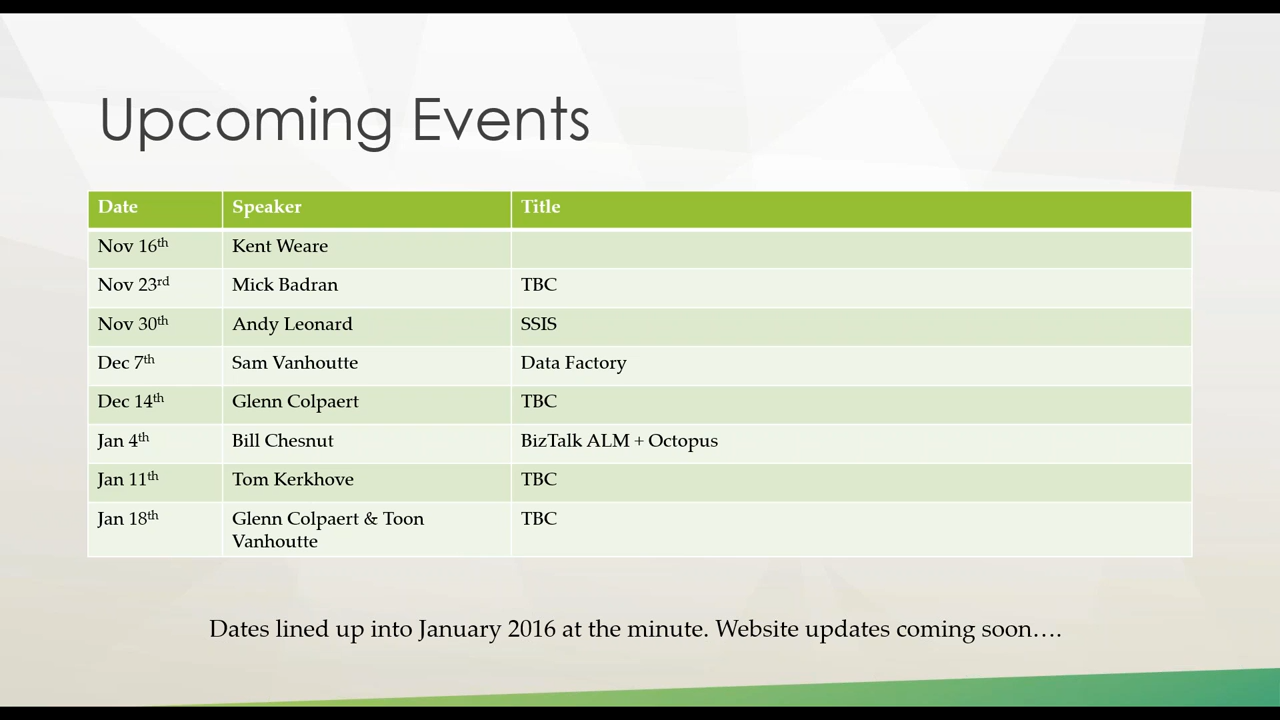 Upcoming Events
Date Speaker Title
Nov 16th Kent Weare
Nov 23rd Mick Badran TBC
Nov 30th Andy Leonard SSIS
Dec 7th Sam Vanhoutte Data Factory
Dec 14th Glenn Colpaert TBC
Jan 4th Bill Chesnut BizTalk ALM + Octopus
Jan 11th Tom Kerkhove TBC
Jan 18th Glenn Colpaert & Toon TBC
Vanhoutte
Dates lined up into January 2016 at the minute. Website updates coming soon….